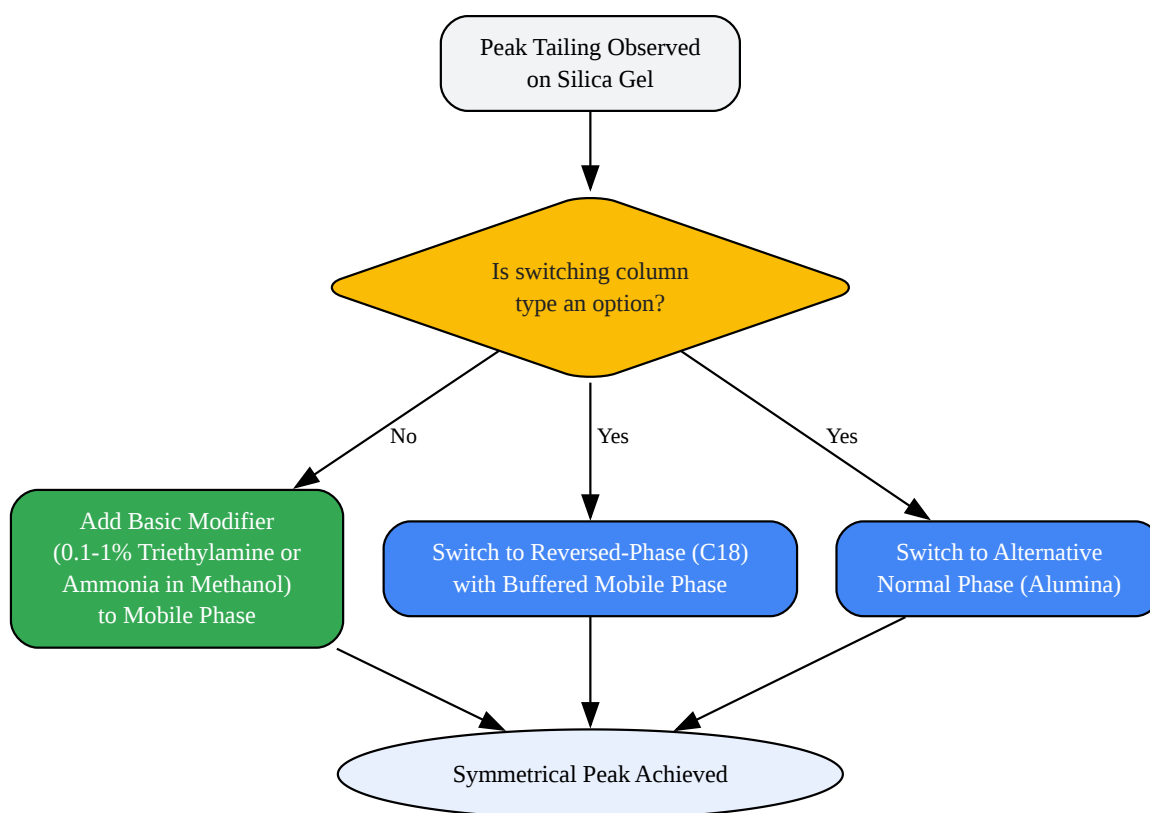 Peak Tailing Observed
on Silica Gel
Is switching column
type an option?
No
Yes
Yes
Add Basic Modifier
(0.1-1% Triethylamine or
Ammonia in Methanol)
to Mobile Phase
Switch to Reversed-Phase (C18)
with Buffered Mobile Phase
Switch to Alternative
Normal Phase (Alumina)
Symmetrical Peak Achieved